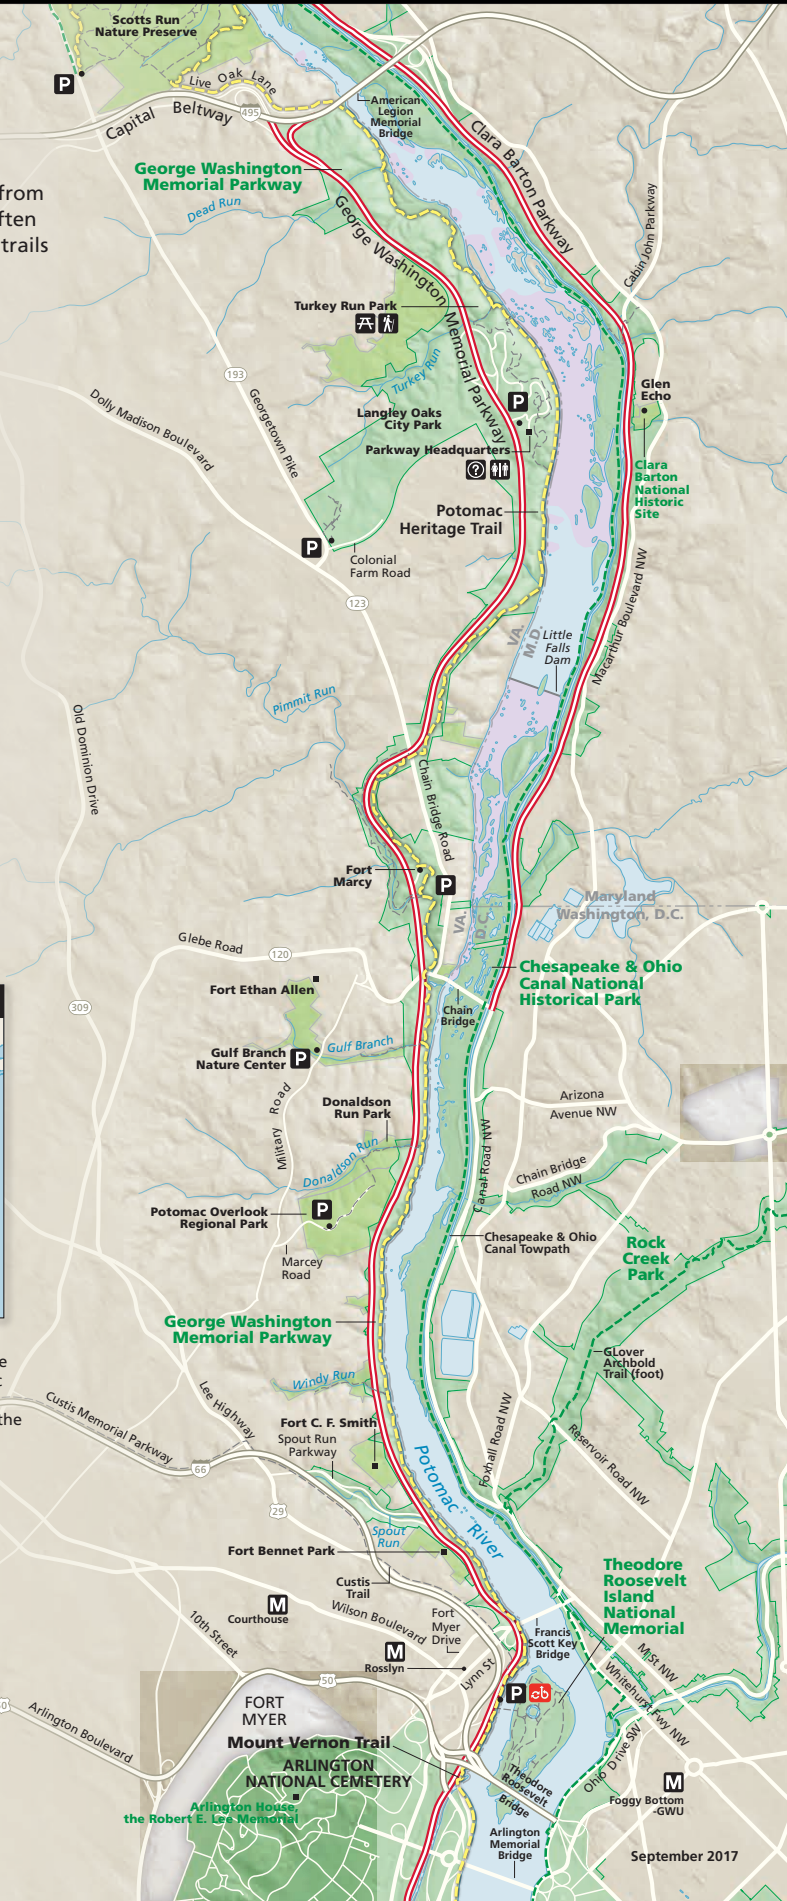 Scotts Run
Nature Preserve
P
Live Oak Lane
Capital Beltway
495
American
Legion
Memorial
Bridge
Clara Barton Parkway
George Washington
Memorial Parkway
from
ften
trails
Dead Run
George Washington Memorial Parkway
Cabin John Parkway
Turkey Run Park
Turkey Run
193
Georgetown Pike
Dolly Madison Boulevard
Glen
Echo
P
Langley Oaks
City Park
Parkway Headquarters
?
Clara
Barton
National
Historic
Site
Potomac
Heritage Trail
P
Colonial
Farm Road
123
Macarthur Boulevard NW
VA.
M.D.
Little
Falls
Dam
Pimmit Run
Old Dominion Drive
Chain Bridge Road
Fort
Marcy
P
Maryland
Washington, D.C.
VA.
D.C.
Glebe Road
120
Fort Ethan Allen
Chesapeake & Ohio
Canal National
Historical Park
309
Chain
Bridge
Gulf Branch
Nature Center
P
Gulf Branch
Military Road
Donaldson
Run Park
Arizona
Avenue NW
Donaldson Run
Canal Road NW
Chain Bridge
Road NW
Potomac Overlook
Regional Park
P
Chesapeake & Ohio
Canal Towpath
Rock
Creek
Park
Marcey
Road
George Washington
Memorial Parkway
GLover
Archbold
Trail (foot)
e
t
the
Windy Run
Lee Highway
Custis Memorial Parkway
66
Fort C. F. Smith
Spout Run
Parkway
Foxhall Road NW
Reservoir Road NW
Potomac River
29
Spout
Run
Fort Bennet Park
Custis
Trail
Theodore
Roosevelt
Island
National
Memorial
M
Courthouse
Wilson Boulevard
10th Street
Fort
Myer
Drive
Francis
Scott Key
Bridge
M
Rosslyn
Lynn St
M St NW
Whitehurst Fwy NW
50
P
FORT
MYER
Arlington Boulevard
Mount Vernon Trail
ARLINGTON
NATIONAL CEMETERY
Theodore
Roosevelt
Bridge
Ohio Drive SW
M
Foggy Bottom
-GWU
Arlington House,
the Robert E. Lee Memorial
Arlington
Memorial
Bridge
September 2017